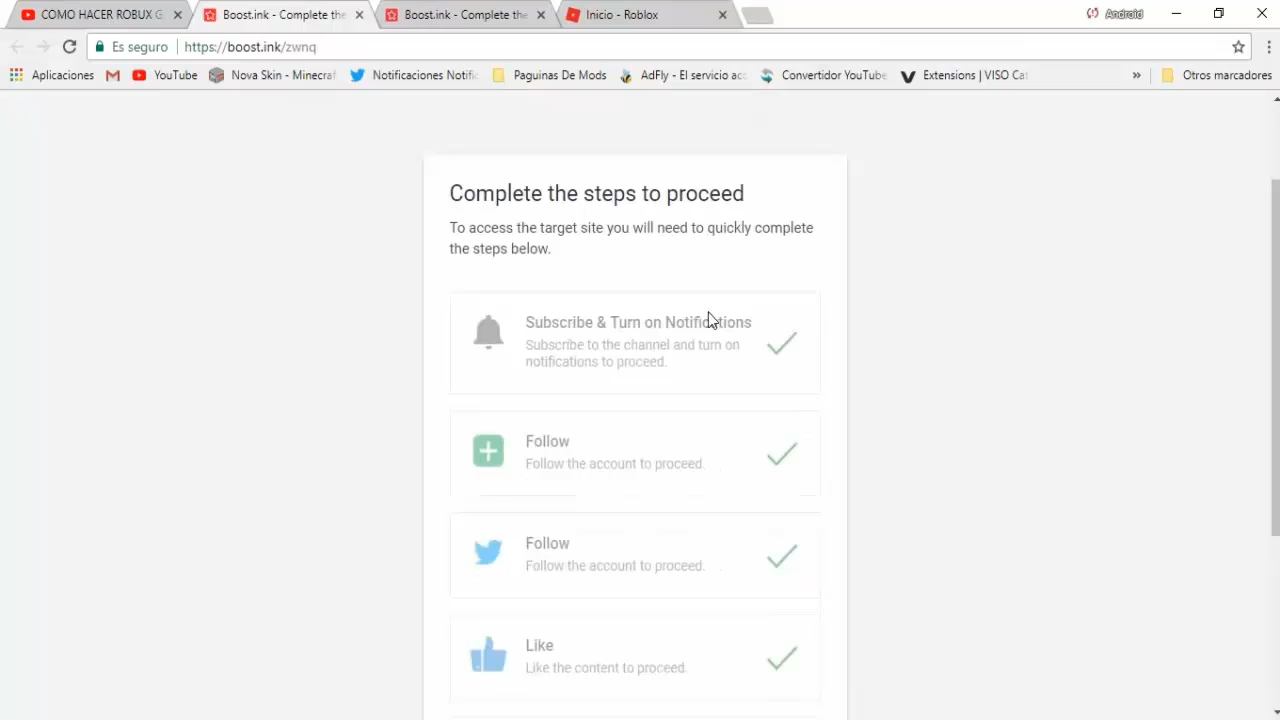 COMO HACER ROBUX G
Boost.ink - Complete the
Boost.ink - Complete the
Inicio - Roblox
Android
Es seguro
https://boost.ink/zwnq
Aplicaciones
YouTube
Nova Skin - Minecraf
Notificaciones Notific
Paguinas De Mods
AdFly - El servicio acc
Convertidor YouTube
Extensions | VISO Cat
»
Otros marcadores
Complete the steps to proceed
To access the target site you will need to quickly complete
the steps below.
Subscribe & Turn on Notifications
Subscribe to the channel and turn on
notifications to proceed.
Follow
Follow the account to proceed.
Follow
Follow the account to proceed.
Like
Like the content to proceed.